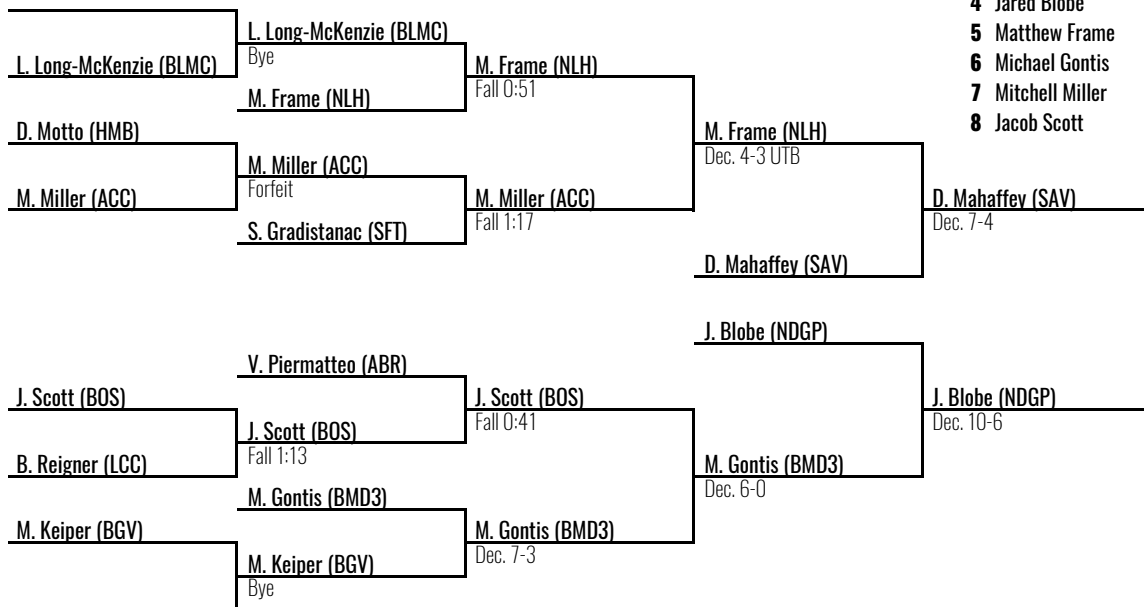 4 Jared Blobe
5 Matthew Frame
6 Michael Gontis
7 Mitchell Miller
8 Jacob Scott
L. Long-McKenzie (BLMC)
L. Long-McKenzie (BLMC)
Bye
M. Frame (NLH)
M. Frame (NLH)
Fall 0:51
D. Motto (HMB)
M. Miller (ACC)
M. Miller (ACC)
Forfeit
S. Gradistanac (SFT)
M. Miller (ACC)
Fall 1:17
M. Frame (NLH)
Dec. 4-3 UTB
D. Mahaffey (SAV)
D. Mahaffey (SAV)
Dec. 7-4
J. Scott (BOS)
B. Reigner (LCC)
V. Piermatteo (ABR)
J. Scott (BOS)
Fall 1:13
J. Scott (BOS)
Fall 0:41
M. Keiper (BGV)
M. Gontis (BMD3)
M. Keiper (BGV)
Bye
M. Gontis (BMD3)
Dec. 7-3
J. Blobe (NDGP)
M. Gontis (BMD3)
Dec. 6-0
J. Blobe (NDGP)
Dec. 10-6